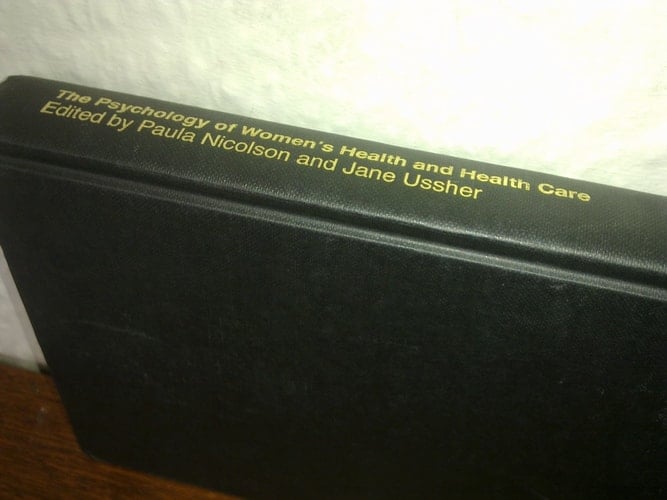 The Psychology of Women's Health and Health Care
Edited by Paula Nicolson and Jane Ussher